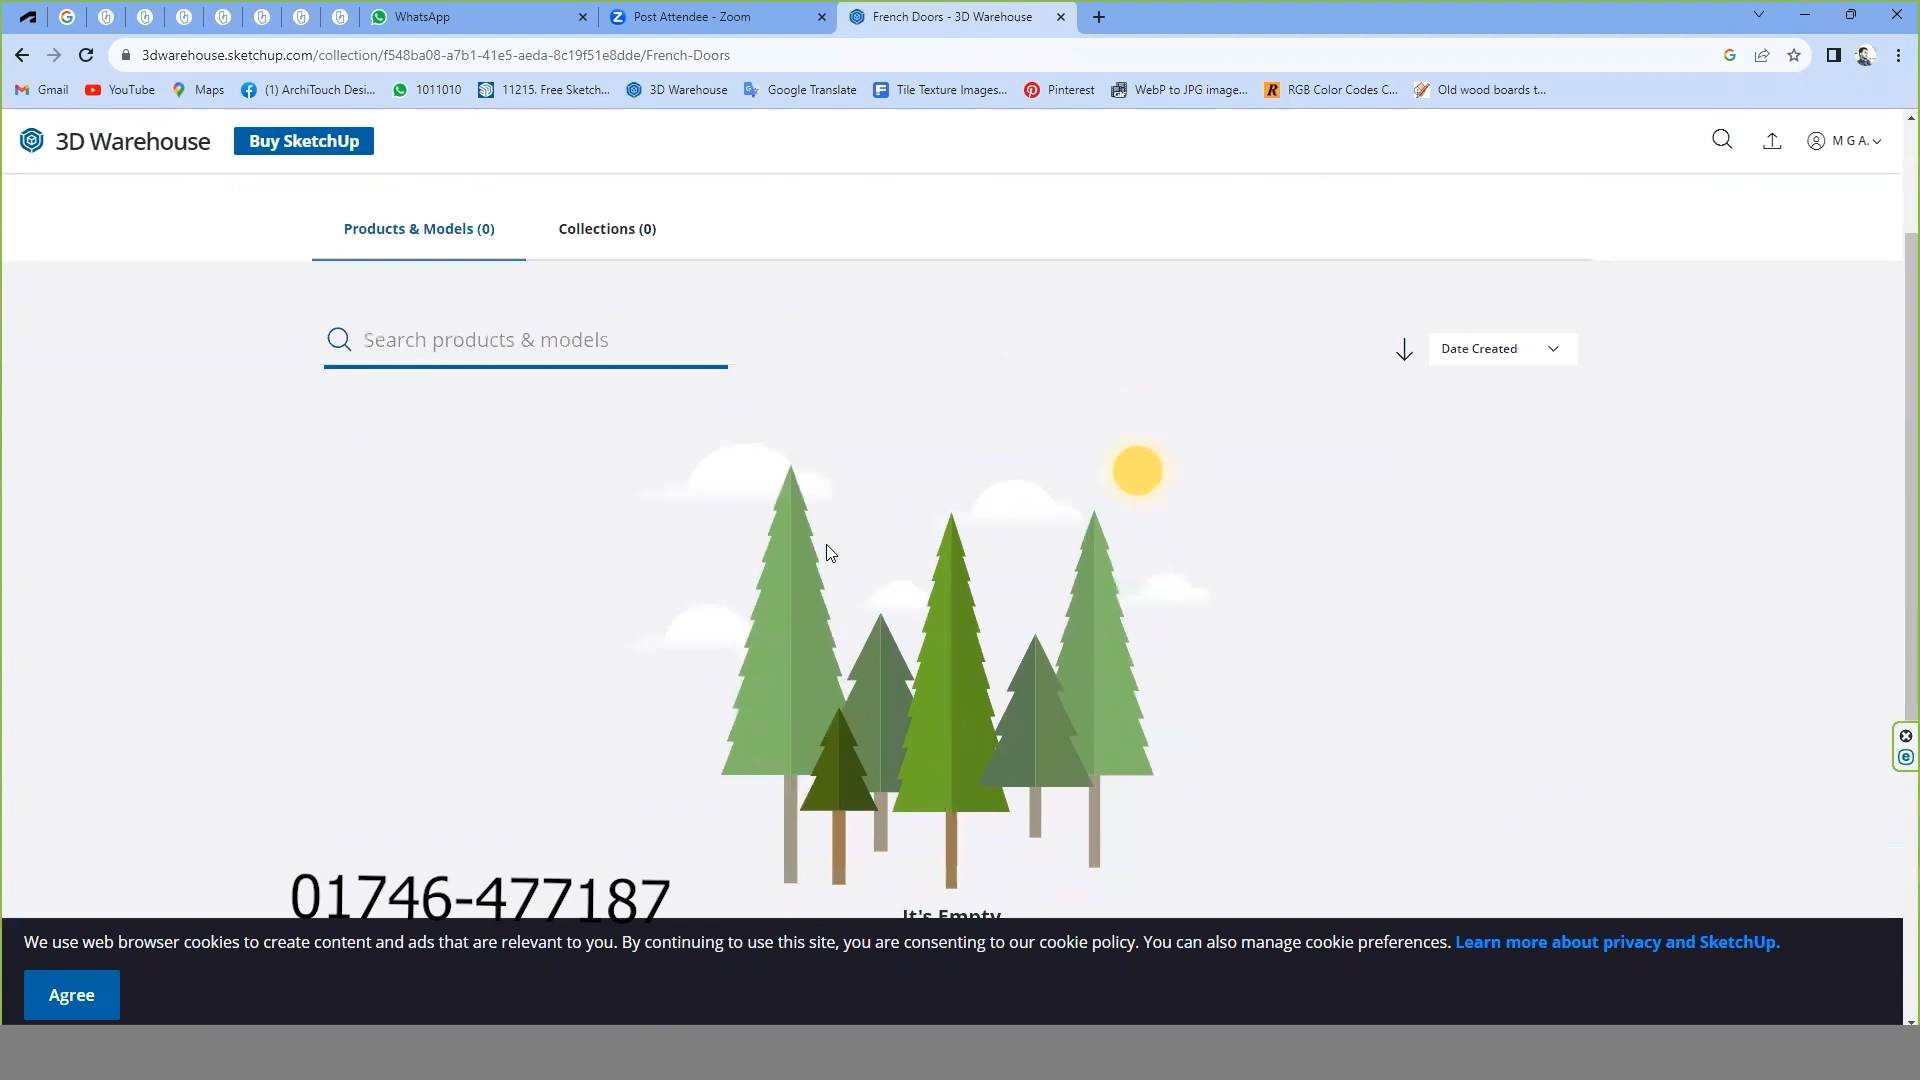 WhatsApp
Post Attendee - Zoom
French Doors - 3D Warehouse
3dwarehouse.sketchup.com/collection/f548ba08-a7b1-41e5-aeda-8c19f51e8dde/French-Doors
Gmail
YouTube
Maps
(1) ArchiTouch Desi...
1011010
11215. Free Sketch...
3D Warehouse
Google Translate
Tile Texture Images...
Pinterest
WebP to JPG image...
RGB Color Codes C...
Old wood boards t...
3D Warehouse
Buy SketchUp
M G A.
Products & Models (0)
Collections (0)
Search products & models
Date Created
01746-477187
It's Empty
We use web browser cookies to create content and ads that are relevant to you. By continuing to use this site, you are consenting to our cookie policy. You can also manage cookie preferences. Learn more about privacy and SketchUp.
Agree